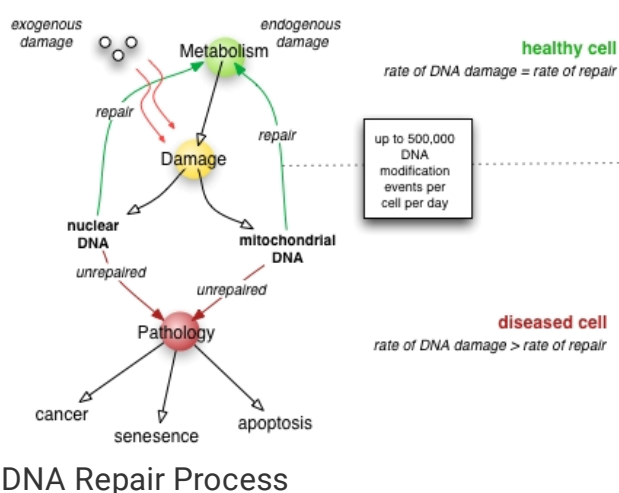 exogenous
damage
endogenous
damage
Metabolism
healthy cell
rate of DNA damage = rate of repair
repair
repair
up to 500,000
DNA
modification
events per
cell per day
Damage
nuclear
DNA
mitochondrial
DNA
unrepaired
unrepaired
diseased cell
rate of DNA damage > rate of repair
Pathology
cancer
senesence
apoptosis
DNA Repair Process